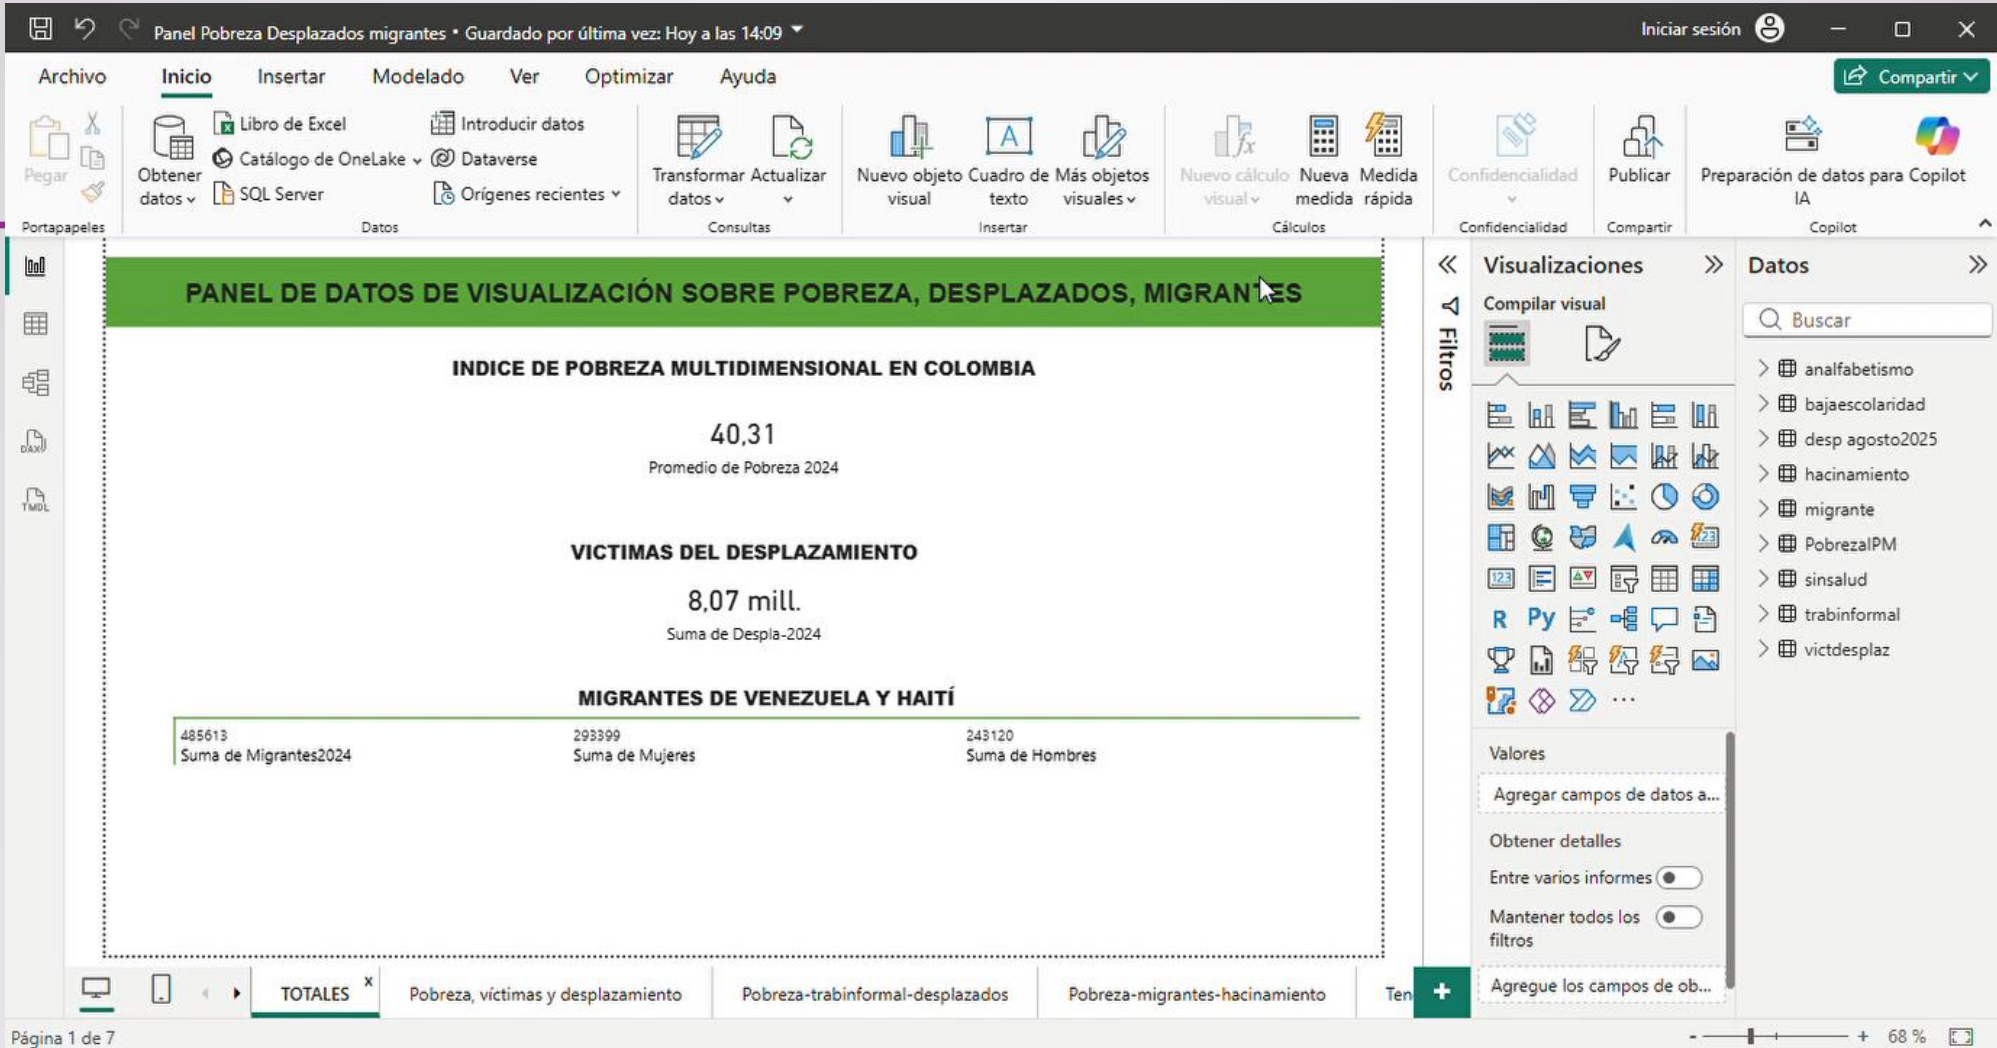 Panel Pobreza Desplazados migrantes • Guardado por última vez: Hoy a las 14:09
Iniciar sesión
Archivo
Inicio
Insertar
Modelado
Ver
Optimizar
Ayuda
Compartir
Pegar
Portapapeles
Obtener
datos
Libro de Excel
Catálogo de OneLake
SQL Server
Introducir datos
Dataverse
Orígenes recientes
Datos
Transformar
datos
Actualizar
Consultas
Nuevo objeto
visual
A
Cuadro de
texto
Más objetos
visuales
Insertar
fx
Nuevo cálculo
visual
Nueva
medida
Medida
rápida
Cálculos
Confidencialidad
Confidencialidad
Publicar
Compartir
Preparación de datos para
IA
Copilot
Copilot
DAX
TMDL
PANEL DE DATOS DE VISUALIZACIÓN SOBRE POBREZA, DESPLAZADOS, MIGRANTES
INDICE DE POBREZA MULTIDIMENSIONAL EN COLOMBIA
40,31
Promedio de Pobreza 2024
VICTIMAS DEL DESPLAZAMIENTO
8,07 mill.
Suma de Despla-2024
MIGRANTES DE VENEZUELA Y HAITÍ
485613
Suma de Migrantes2024
293399
Suma de Mujeres
243120
Suma de Hombres
Filtros
Visualizaciones
Compilar visual
123
123
R
Py
Valores
Agregar campos de datos a...
Obtener detalles
Entre varios informes
Mantener todos los
filtros
Agregue los campos de ob...
Datos
Buscar
analfabetismo
bajaescolaridad
desp agosto2025
hacinamiento
migrante
PobrezaIPM
sinsalud
trabinformal
victdesplaz
TOTALES
x
Pobreza, víctimas y desplazamiento
Pobreza-trabinformal-desplazados
Pobreza-migrantes-hacinamiento
Ten
+
Página 1 de 7
- + 68 %